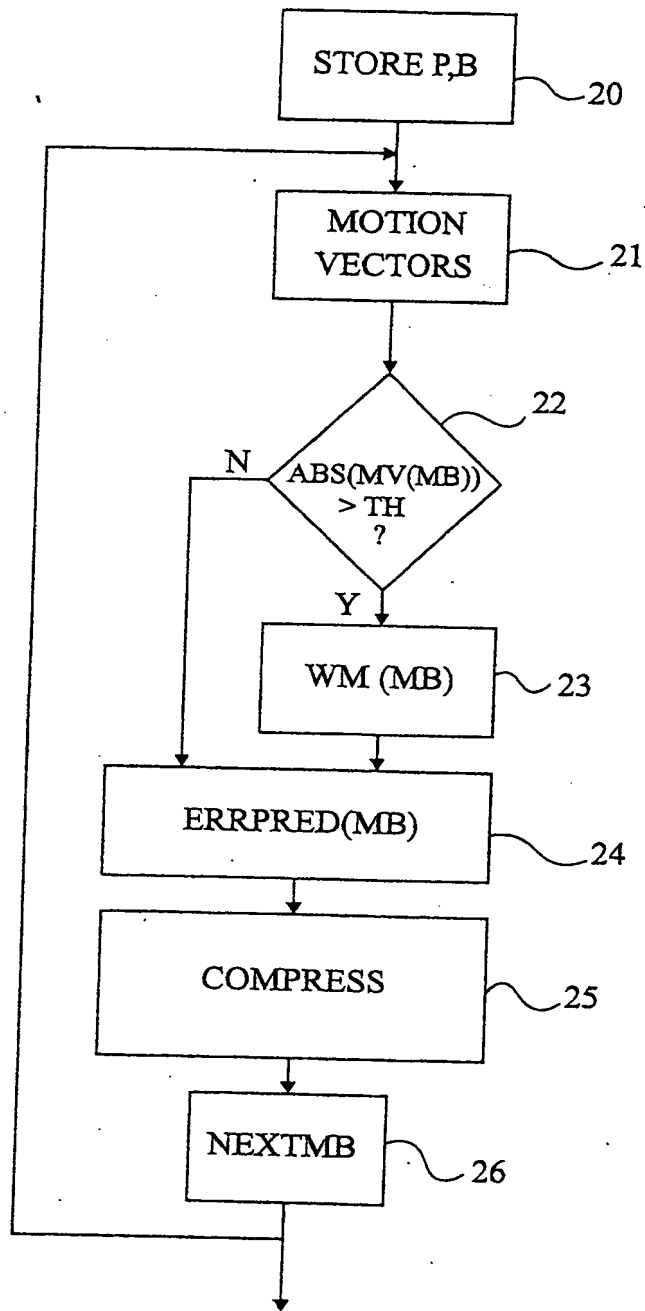 STORE P,B
20
MOTION
VECTORS
21
22
N
ABS(MV(MB))
> TH
?
Y
WM (MB)
23
ERRPRED(MB)
24
COMPRESS
25
NEXTMB
26